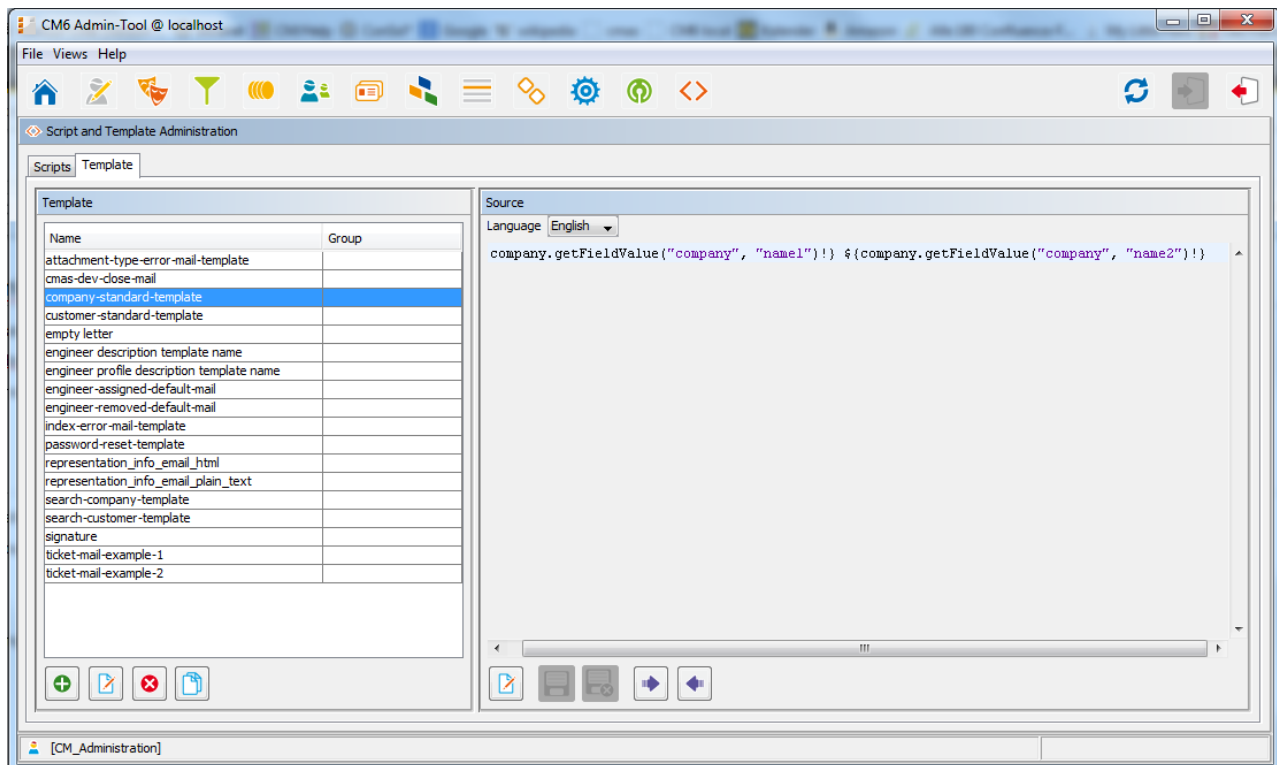 CM6 Admin-Tool @ localhost
File Views Help
Script and Template Administration
Scripts Template
Template
Name Group
attachment-type-error-mail-template
cmas-dev-close-mail
company-standard-template
customer-standard-template
empty letter
engineer description template name
engineer profile description template name
engineer-assigned-default-mail
engineer-removed-default-mail
index-error-mail-template
password-reset-template
representation_info_email_html
representation_info_email_plain_text
search-company-template
search-customer-template
signature
ticket-mail-example-1
ticket-mail-example-2
Source
Language English
company.getFieldValue("company", "name1")!} ${company.getFieldValue("company", "name2")!}
[CM_Administration]